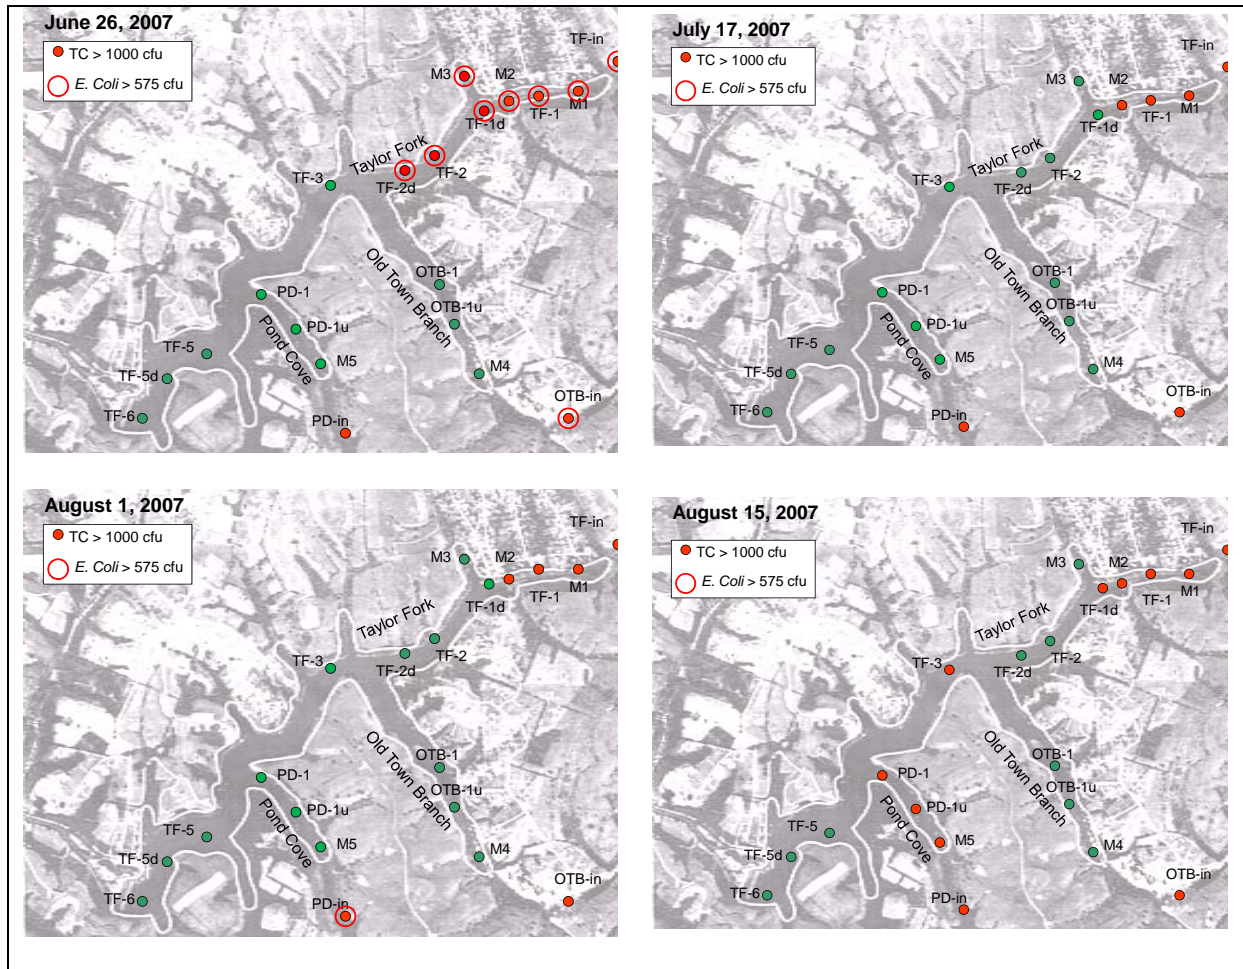 June 26, 2007
TC > 1000 cfu
E. Coli > 575 cfu
TF-in
M3
M2
M1
TF-1
TF-1d
Taylor Fork
TF-2
TF-2d
TF-3
OTB-1
Old Town Branch
OTB-1u
PD-1
PD-1u
Pond Cove
M5
M4
TF-5
TF-5d
TF-6
OTB-in
PD-in
July 17, 2007
TC > 1000 cfu
E. Coli > 575 cfu
TF-in
M3
M2
M1
TF-1
TF-1d
Taylor Fork
TF-2
TF-2d
TF-3
OTB-1
Old Town Branch
OTB-1u
PD-1
PD-1u
Pond Cove
M5
M4
TF-5
TF-5d
TF-6
OTB-in
PD-in
August 1, 2007
TC > 1000 cfu
E. Coli > 575 cfu
TF-in
M3
M2
M1
TF-1
TF-1d
Taylor Fork
TF-2
TF-2d
TF-3
OTB-1
Old Town Branch
OTB-1u
PD-1
PD-1u
Pond Cove
M5
M4
TF-5
TF-5d
TF-6
OTB-in
PD-in
August 15, 2007
TC > 1000 cfu
E. Coli > 575 cfu
TF-in
M3
M2
M1
TF-1
TF-1d
Taylor Fork
TF-2
TF-2d
TF-3
OTB-1
Old Town Branch
OTB-1u
PD-1
PD-1u
Pond Cove
M5
M4
TF-5
TF-5d
TF-6
OTB-in
PD-in